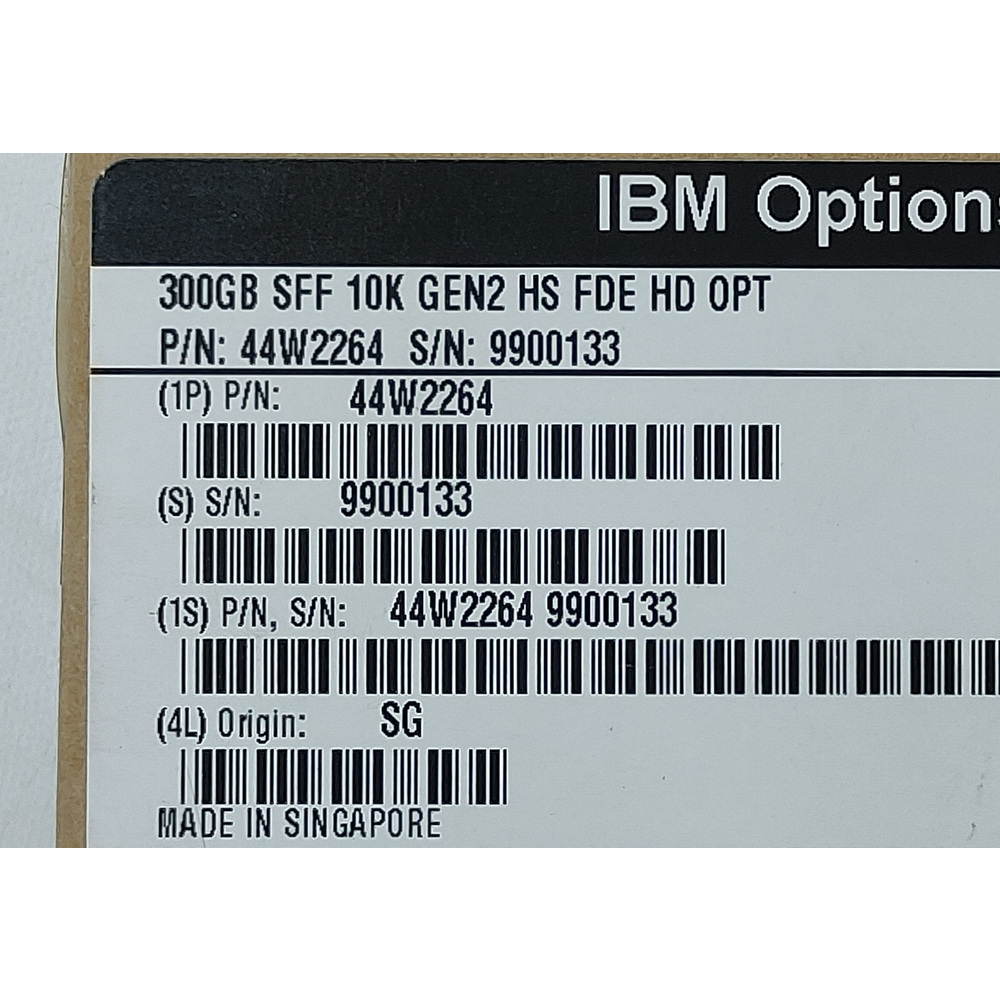 IBM Options
300GB SFF 10K GEN2 HS FDE HD OPT
P/N: 44W2264 S/N: 9900133
(1P) P/N: 44W2264
(S) S/N: 9900133
(1S) P/N, S/N: 44W2264 9900133
(4L) Origin: SG
MADE IN SINGAPORE